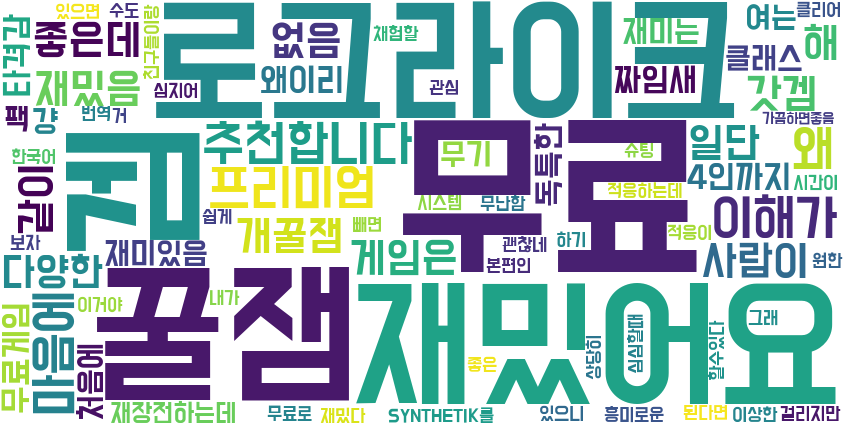 있으면 수도 친구들이랑 로그라이크 클리어
타격감 좋은데 없음 채험할 재미는 여는 해
재밌음 심지어 왜이리 관심 짜임새 클래스 갓겜
팩 걍 번역 거 가끔하면좋음
한국어 겜 추천합니다 무기 무료 독특한 슈팅 일단 왜
같이 프리미엄 시스템 무난함 적응하는데 4인까지 시간이
보자 쉽게 개꿀잼 빼면 괜찮네 하기 적응이 이해가
다양한 재미있음 게임은 본편인 사람이 원한
무료게임 마음에 이거야 꿀잼 내가 재밌어요 그래
처음에 좋은 상당히 심심할때 할수있다
재장전하는데 무료로 재밌다 SYNTHETIK를 있으니 흥미로운 된다면 이상한 걸리지만